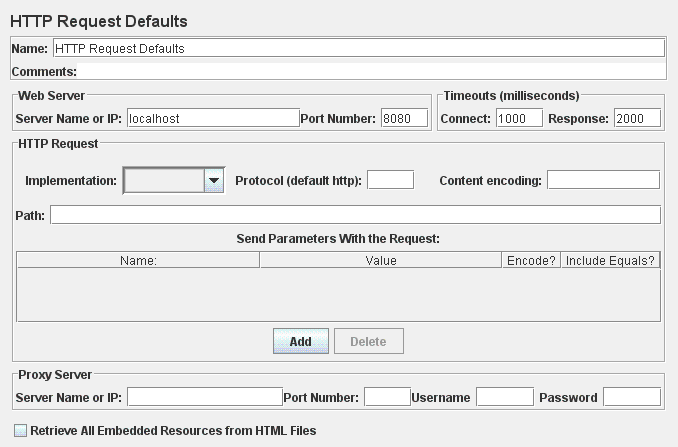 HTTP Request Defaults
Name: HTTP Request Defaults
Comments:
Web Server Timeouts (milliseconds)
Server Name or IP: localhost Port Number: 8080 Connect: 1000 Response: 2000
HTTP Request
Implementation: Protocol (default http): Content encoding:
Path:
Send Parameters With the Request:
Name: Value Encode? Include Equals?
Add Delete
Proxy Server
Server Name or IP: Port Number: Username Password
Retrieve All Embedded Resources from HTML Files